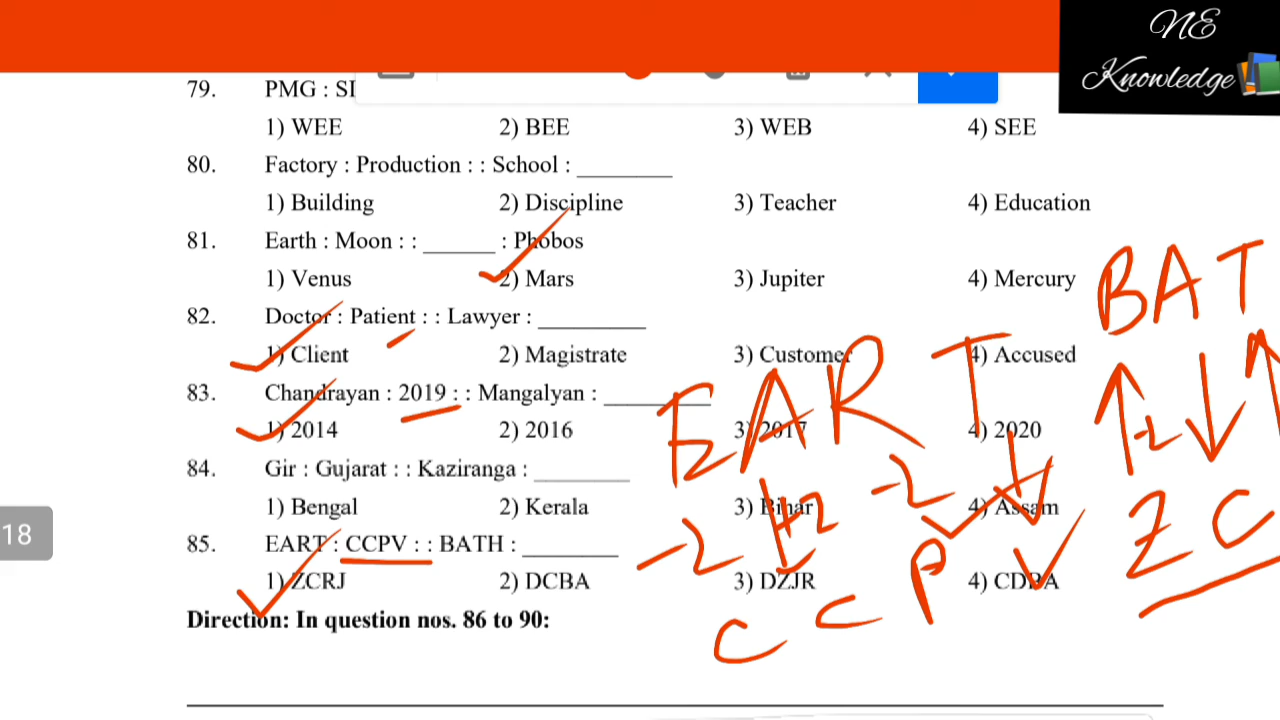 NE
Knowledge
79. PMG : SI
1) WEE 2) BEE 3) WEB 4) SEE
80. Factory : Production : : School : ________
1) Building 2) Discipline 3) Teacher 4) Education
81. Earth : Moon : : ______ : Phobos
1) Venus 2) Mars 3) Jupiter 4) Mercury
82. Doctor : Patient : : Lawyer : _________
1) Client 2) Magistrate 3) Customer 4) Accused
83. Chandrayan : 2019 : : Mangalyan : _________
1) 2014 2) 2016 3) 2017 4) 2020
84. Gir : Gujarat : : Kaziranga : ________
1) Bengal 2) Kerala 3) Bihar 4) Assam
85. EART : CCPV : : BATH : ________
1) ZCRJ 2) DCBA 3) DZJR 4) CDBA
Direction: In question nos. 86 to 90:
18
EART
-2 +2 -2
C C P
BAT
-2
Z C